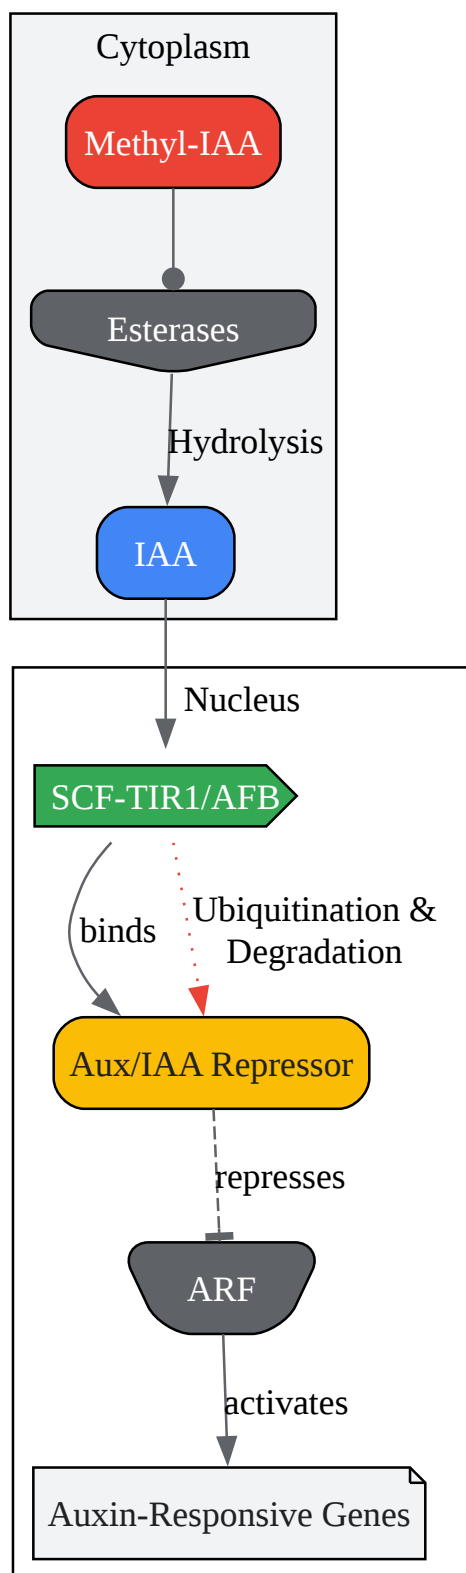 Cytoplasm
Methyl-IAA
Esterases
Hydrolysis
IAA
Nucleus
SCF-TIR1/AFB
binds
Ubiquitination &
Degradation
Aux/IAA Repressor
represses
ARF
activates
Auxin-Responsive Genes